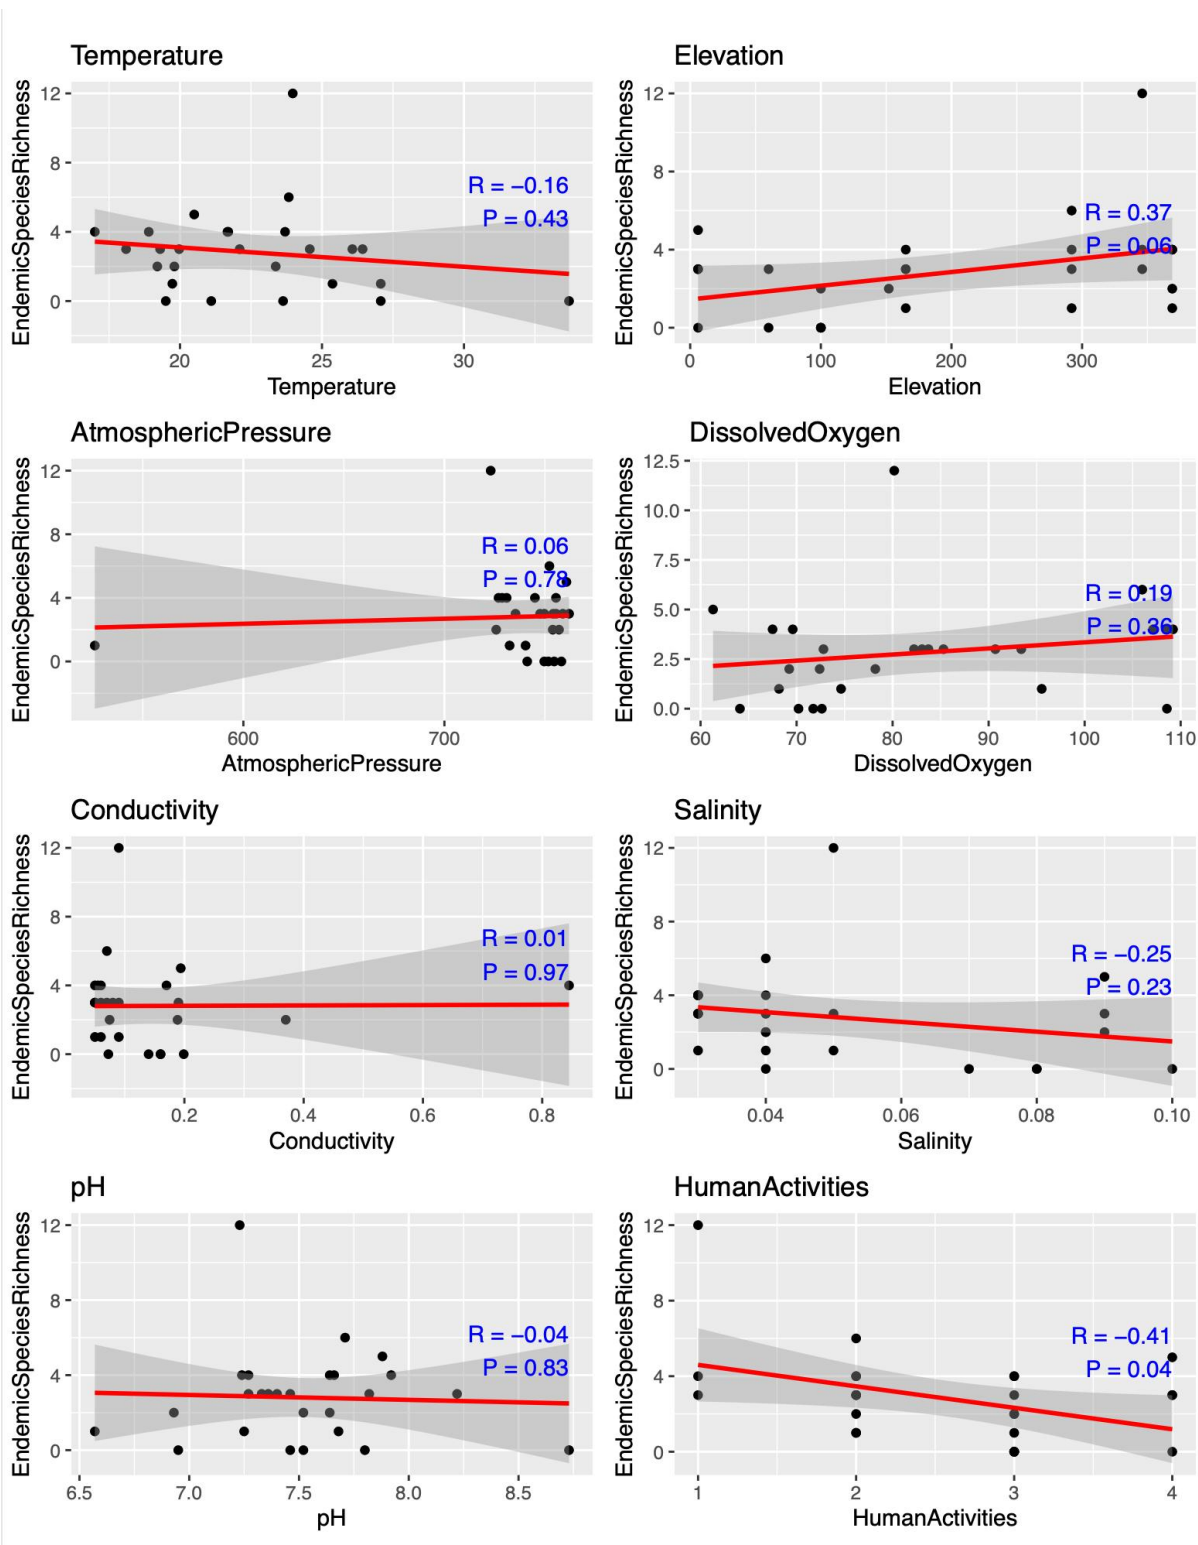 Temperature
EndemicSpeciesRichness
12
8
4
0
R = −0.16
P = 0.43
20
25
30
Temperature
Elevation
EndemicSpeciesRichness
12
8
4
0
R = 0.37
P = 0.06
0
100
200
300
Elevation
AtmosphericPressure
EndemicSpeciesRichness
12
8
4
0
R = 0.06
P = 0.78
600
700
AtmosphericPressure
DissolvedOxygen
EndemicSpeciesRichness
12.5
10.0
7.5
5.0
2.5
0.0
R = 0.19
P = 0.36
60
70
80
90
100
110
DissolvedOxygen
Conductivity
EndemicSpeciesRichness
12
8
4
0
R = 0.01
P = 0.97
0.2
0.4
0.6
0.8
Conductivity
Salinity
EndemicSpeciesRichness
12
8
4
0
R = −0.25
P = 0.23
0.04
0.06
0.08
0.10
Salinity
pH
EndemicSpeciesRichness
12
8
4
0
R = −0.04
P = 0.83
6.5
7.0
7.5
8.0
8.5
pH
HumanActivities
EndemicSpeciesRichness
12
8
4
0
R = −0.41
P = 0.04
1
2
3
4
HumanActivities